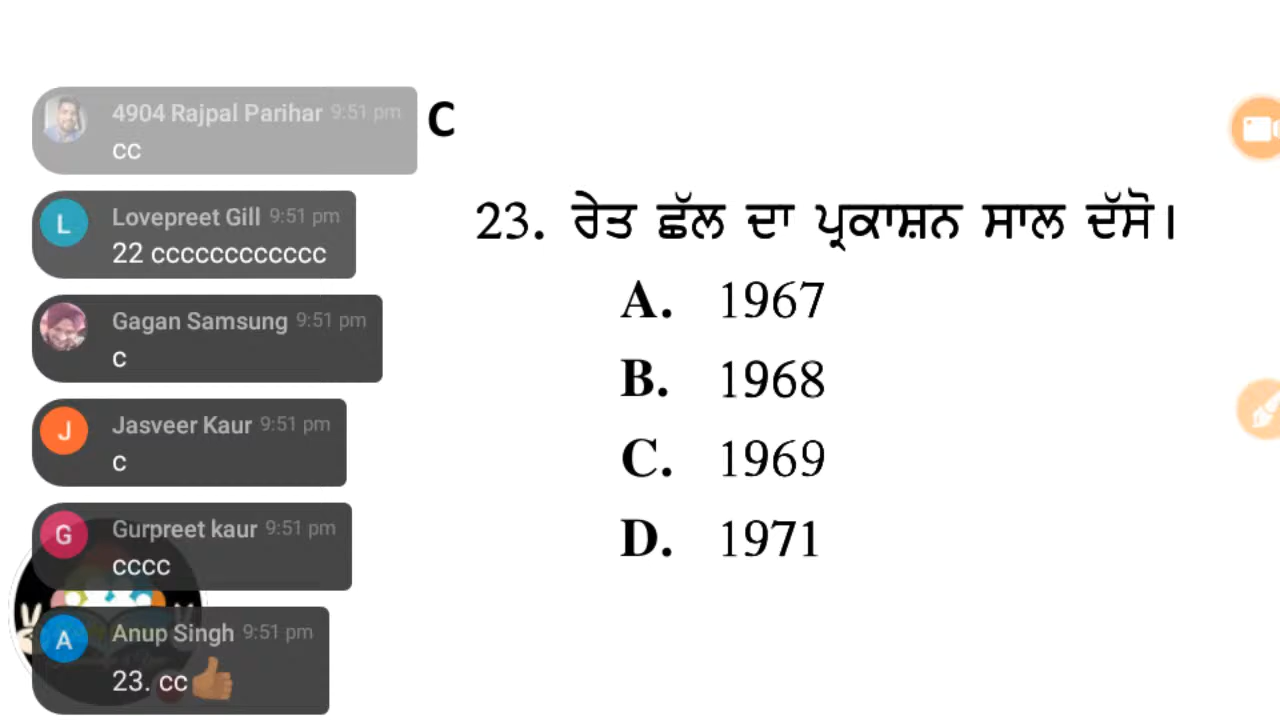 4904 Rajpal Parihar 9:51 pm
cc
C
Lovepreet Gill 9:51 pm
22 cccccccccccc
Gagan Samsung 9:51 pm
c
Jasveer Kaur 9:51 pm
c
Gurpreet kaur 9:51 pm
cccc
Anup Singh 9:51 pm
23. cc👍🏽
23. ਰੇਤ ਛੱਲ ਦਾ ਪ੍ਰਕਾਸ਼ਨ ਸਾਲ ਦੱਸੋ।
A. 1967
B. 1968
C. 1969
D. 1971